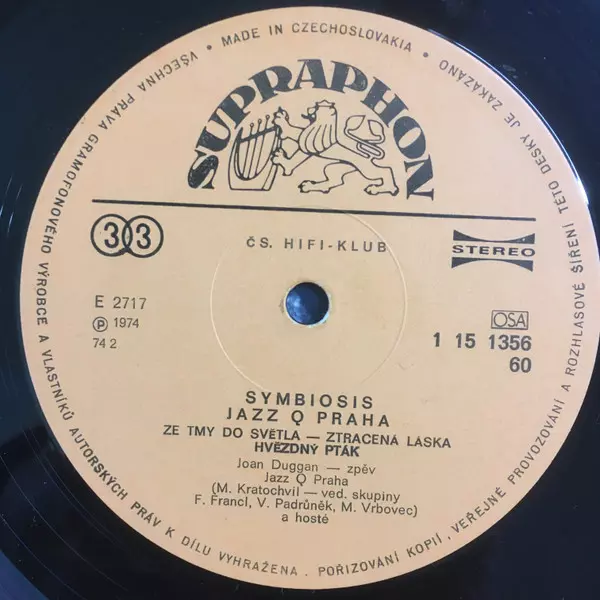 VŠECHNA PRÁVA GRAMOFONOVÉHO VÝROBCE A VLASTNÍKŮ AUTORSKÝCH PRÁV K DÍLU VYHRAŽENA. POŘIZOVÁNÍ KOPIÍ, VEŘEJNÉ PROVOZOVÁNÍ A ROZHLASOVÉ ŠÍŘENÍ TÉTO DESKY JE ZAKÁZÁNO • MADE IN CZECHOSLOVAKIA •
SUPRAPHON
33
ČS. HIFI-KLUB
STEREO
E 2717
℗ 1974
74 2
OSA
1 15 1356
60
SYMBIOSIS
JAZZ Q PRAHA
ZE TMY DO SVĚTLA — ZTRACENÁ LÁSKA
HVĚZDNÝ PTÁK
Joan Duggan — zpěv
Jazz Q Praha
(M. Kratochvíl — ved. skupiny
F. Francl, V. Padrůněk, M. Vrbovec)
a hosté